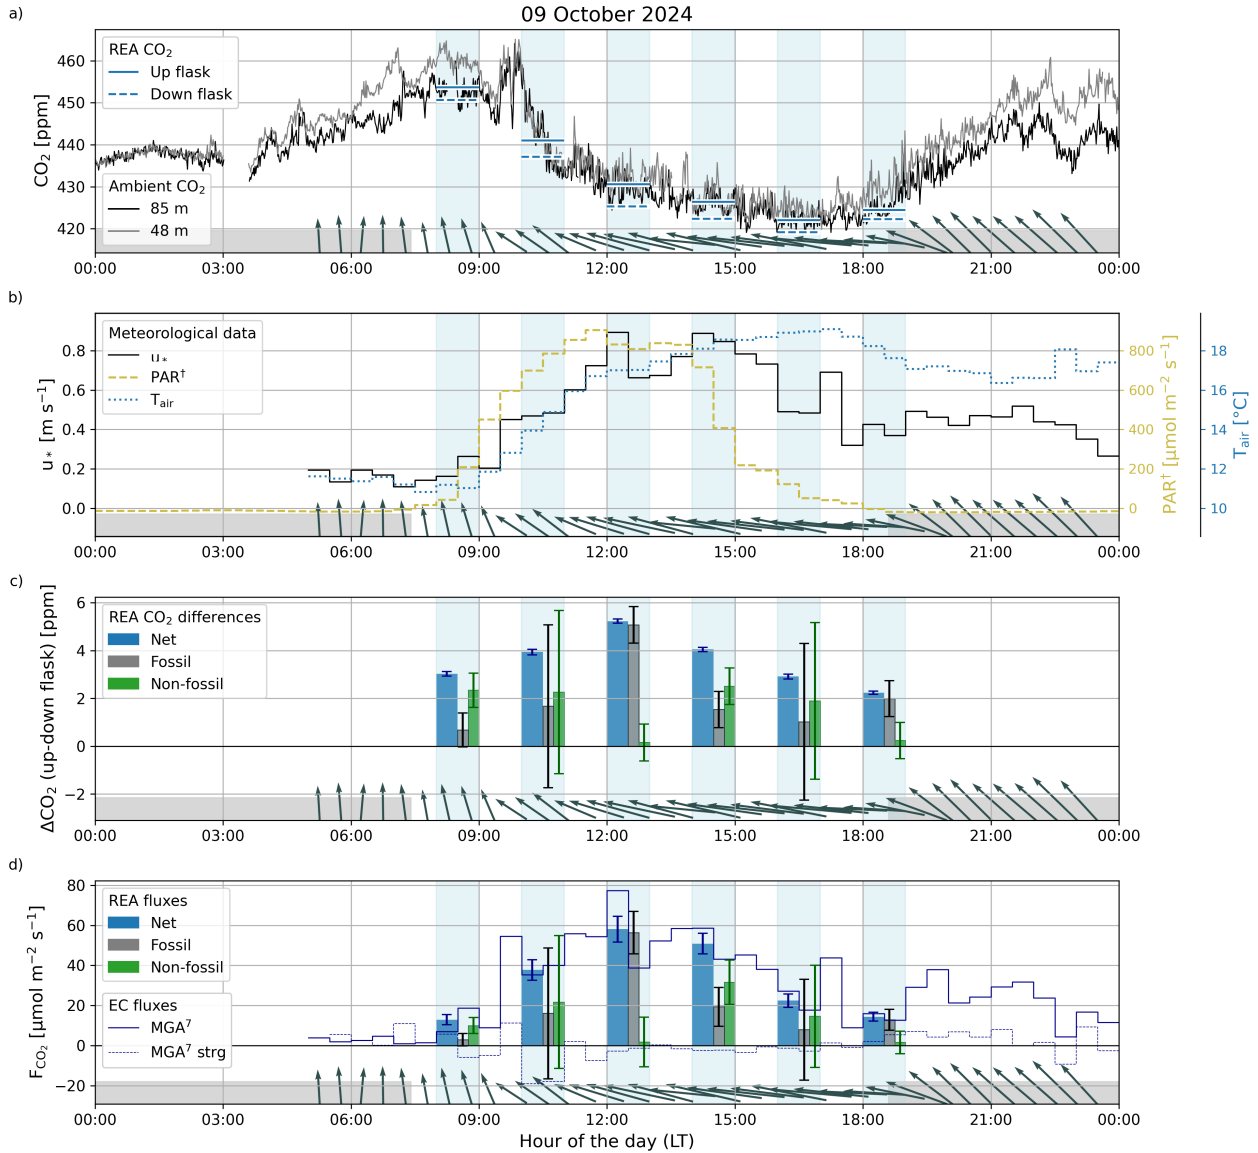 09 October 2024
a)
REA CO₂
Up flask
Down flask
Ambient CO₂
85 m
48 m
CO₂ [ppm]
460
450
440
430
420
00:00 03:00 06:00 09:00 12:00 15:00 18:00 21:00 00:00
b)
Meteorological data
u*
PAR†
Tair
u* [m s⁻¹]
0.8
0.6
0.4
0.2
0.0
800
600
400
200
0
PAR† [µmol m⁻² s⁻¹]
18
16
14
12
10
Tair [°C]
00:00 03:00 06:00 09:00 12:00 15:00 18:00 21:00 00:00
c)
REA CO₂ differences
Net
Fossil
Non-fossil
ΔCO₂ (up-down flask) [ppm]
6
4
2
0
−2
00:00 03:00 06:00 09:00 12:00 15:00 18:00 21:00 00:00
d)
REA fluxes
Net
Fossil
Non-fossil
EC fluxes
MGA⁷
MGA⁷ strg
F_CO₂ [µmol m⁻² s⁻¹]
80
60
40
20
0
−20
00:00 03:00 06:00 09:00 12:00 15:00 18:00 21:00 00:00
Hour of the day (LT)